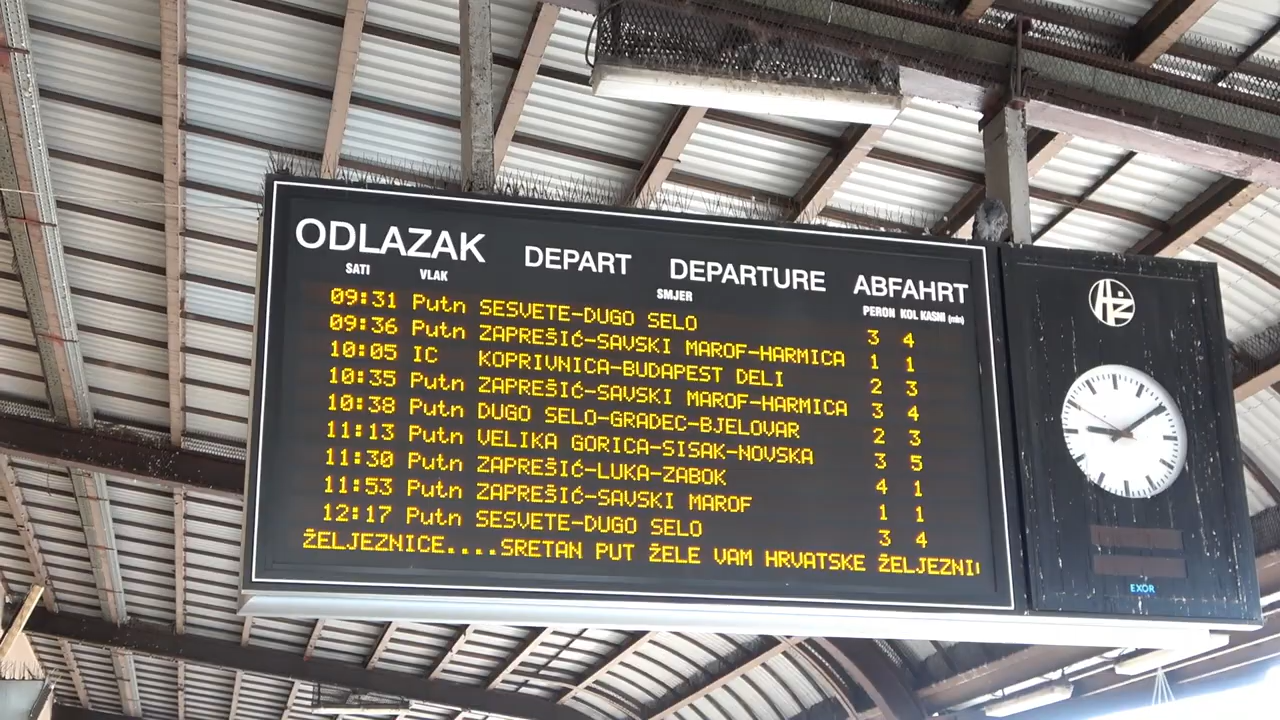 ODLAZAK DEPART DEPARTURE ABFAHRT
SATI VLAK SMJER PERON KOL KASNI (min)
09:31 Putn SESVETE-DUGO SELO 3 4
09:36 Putn ZAPREŠIĆ-SAVSKI MAROF-HARMICA 1 1
10:05 IC KOPRIVNICA-BUDAPEST DELI 2 3
10:35 Putn ZAPREŠIĆ-SAVSKI MAROF-HARMICA 3 4
10:38 Putn DUGO SELO-GRADEC-BJELOVAR 2 3
11:13 Putn VELIKA GORICA-SISAK-NOVSKA 3 5
11:30 Putn ZAPREŠIĆ-LUKA-ZABOK 4 1
11:53 Putn ZAPREŠIĆ-SAVSKI MAROF 1 1
12:17 Putn SESVETE-DUGO SELO 3 4
ŽELJEZNICE....SRETAN PUT ŽELE VAM HRVATSKE ŽELJEZNI
HŽ
EXOR